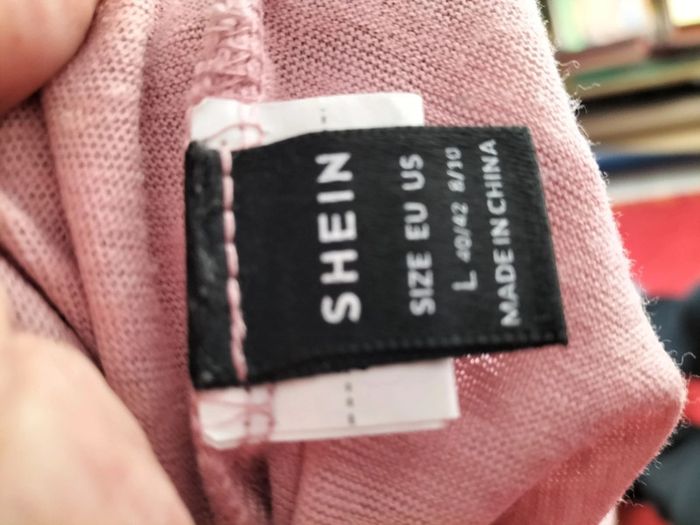 SHEIN
SIZE EU US
L 40/42 8/10
MADE IN CHINA